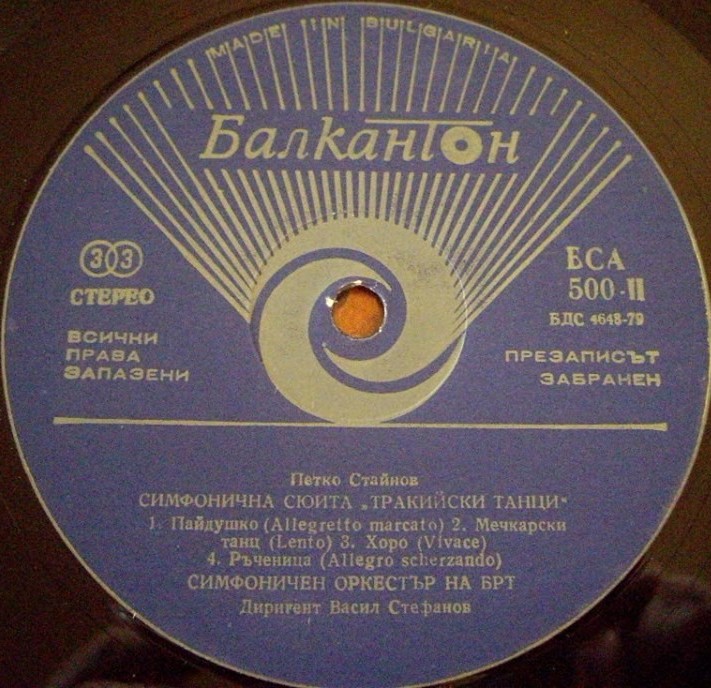 MADE IN BULGARIA
Балкантон
33
СТЕРЕО
ВСИЧКИ
ПРАВА
ЗАПАЗЕНИ
БСА
500-II
БДС 4648-79
ПРЕЗАПИСЪТ
ЗАБРАНЕН
Петко Стайнов
СИМФОНИЧНА СЮИТА „ТРАКИЙСКИ ТАНЦИ“
1. Пайдушко (Allegretto marcato) 2. Мечкарски
танц (Lento) 3. Хоро (Vivace)
4. Ръченица (Allegro scherzando)
СИМФОНИЧЕН ОРКЕСТЪР НА БРТ
Диригент Васил Стефанов